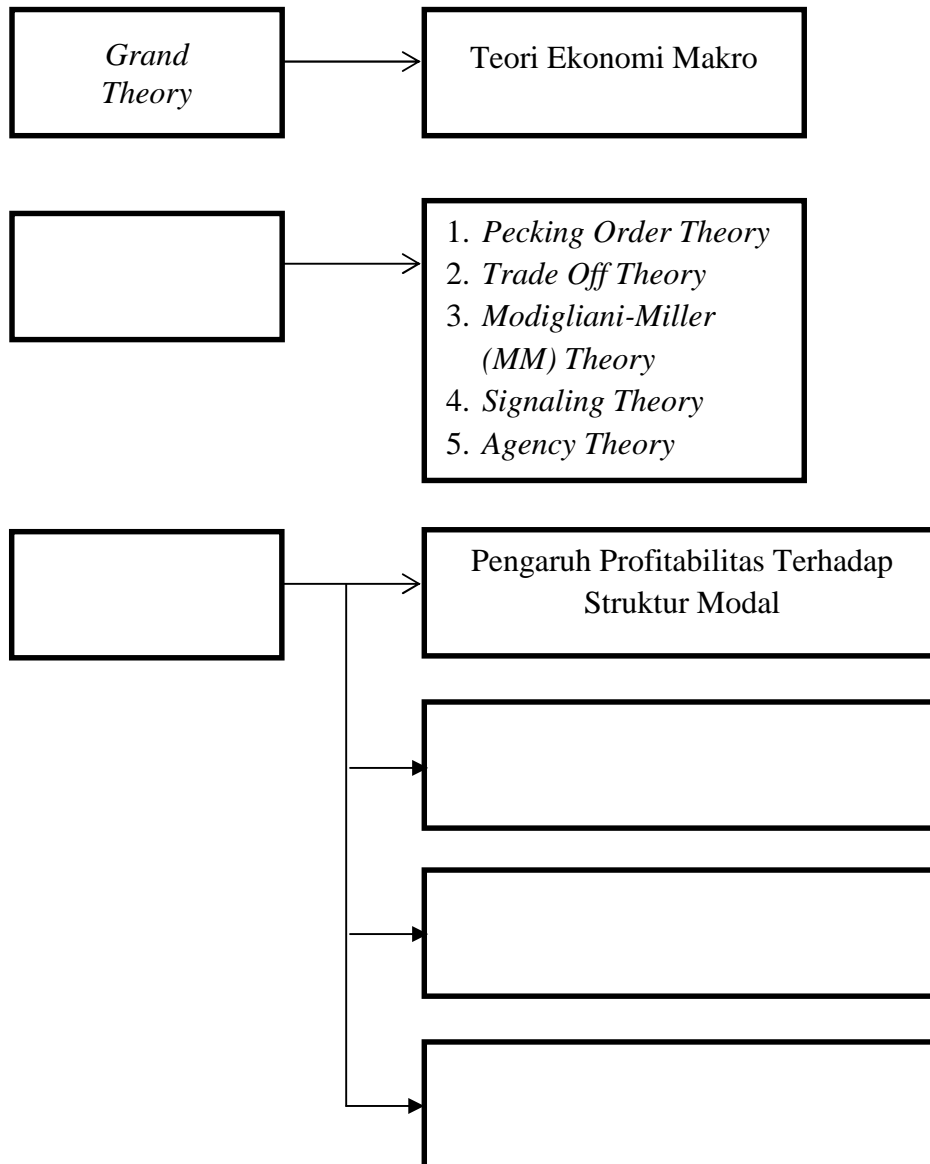 Grand
Theory
Teori Ekonomi Makro
1. Pecking Order Theory
2. Trade Off Theory
3. Modigliani-Miller
(MM) Theory
4. Signaling Theory
5. Agency Theory
Pengaruh Profitabilitas Terhadap
Struktur Modal